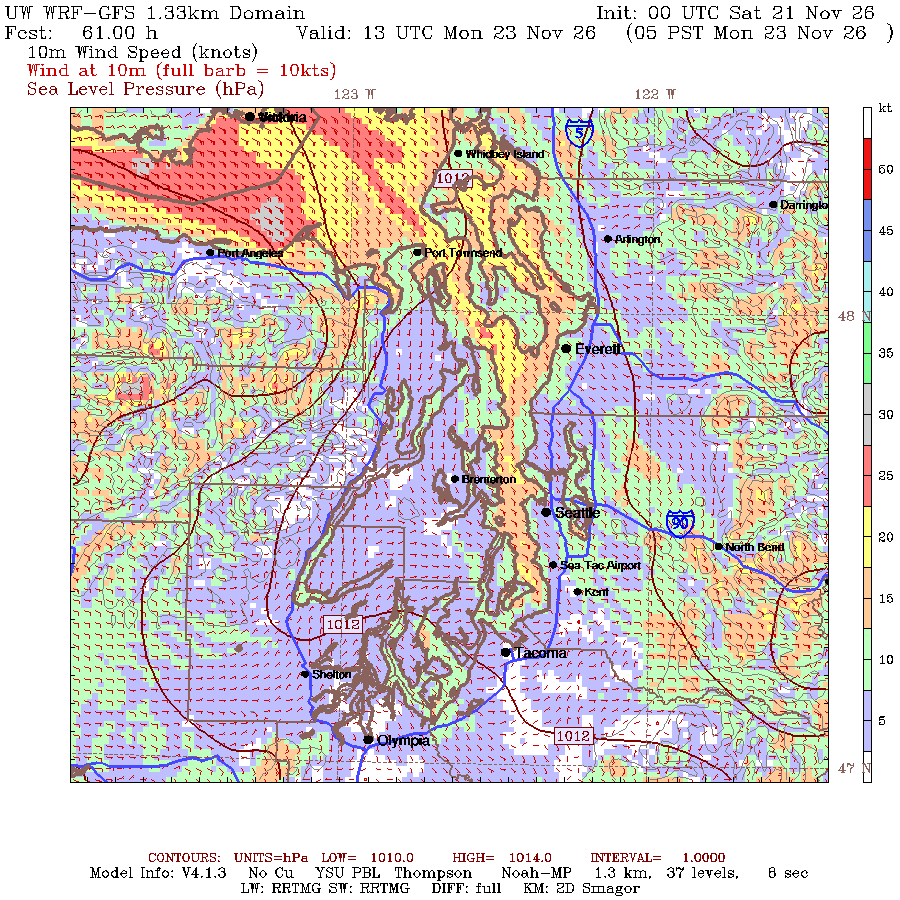 UW WRF-GFS 1.33km Domain Init: 00 UTC Sat 21 Nov 26
Fcst: 61.00 h Valid: 13 UTC Mon 23 Nov 26 (05 PST Mon 23 Nov 26 )
10m Wind Speed (knots)
Wind at 10m (full barb = 10kts)
Sea Level Pressure (hPa)
123 W 122 W
kt
Victoria
5
Whidbey Island
60
1012
Darringto
50
Arlington
Port Angeles
Port Townsend
45
40
48 N
Everett
35
30
Bremerton
25
Seattle
90
20
North Bend
Sea Tac Airport
Kent
15
1012
Tacoma
10
Shelton
5
1012
Olympia
47 N
CONTOURS: UNITS=hPa LOW= 1010.0 HIGH= 1014.0 INTERVAL= 1.0000
Model Info: V4.1.3 No Cu YSU PBL Thompson Noah-MP 1.3 km, 37 levels, 8 sec
LW: RRTMG SW: RRTMG DIFF: full KM: 2D Smagor